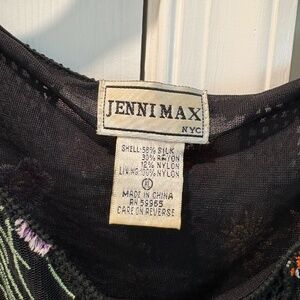 JENNI MAX
NYC
SHELL:58% SILK
30% RAYON
12% NYLON
LINING:100% NYLON
MADE IN CHINA
RN 59965
CARE ON REVERSE